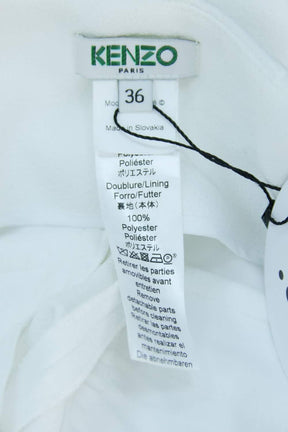 KENZO
PARIS
36
Made in Slovakia
Polyester
Poliéster
ポリエステル
Doublure/Lining
Forro/Futter
裏地(本体)
100%
Polyester
Poliéster
ポリエステル
Retirer les parties
amovibles avant
entretien
Remove
detachable parts
before cleaning
Retirar las partes
desmontables
antes realizar el
mantenimiento
Die abnehmbaren